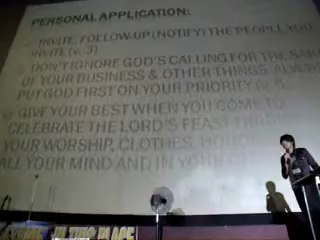 PERSONAL APPLICATION:
INVITE, FOLLOW-UP (NOTIFY) THE PEOPLE YOU
INVITE (v. 3)
DON'T IGNORE GOD'S CALLING FOR THE SAKE
OF YOUR BUSINESS & OTHER THINGS. ALWAYS
PUT GOD FIRST ON YOUR PRIORITY (v. 5)
GIVE YOUR BEST WHEN YOU COME TO
CELEBRATE THE LORD'S FEAST
YOUR WORSHIP, CLOTHES,
ALL YOUR MIND AND IN YOUR